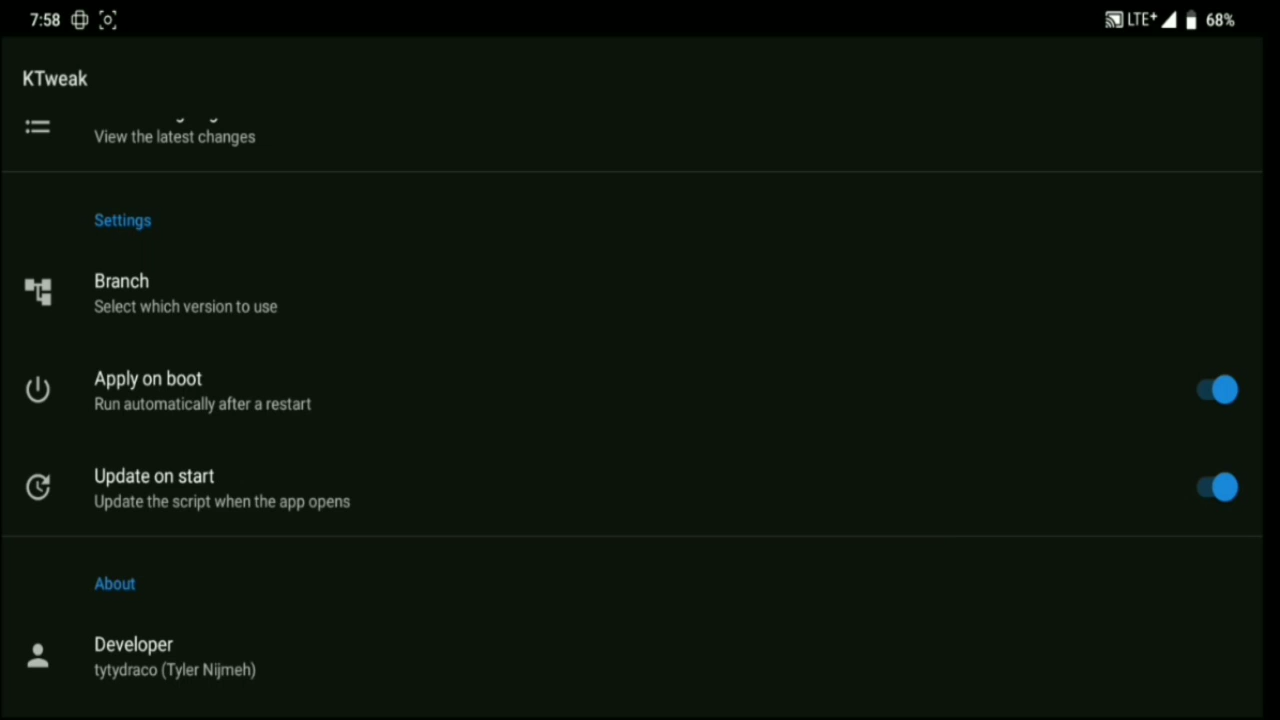 7:58 LTE+ 68%
KTweak
View the latest changes
Settings
Branch
Select which version to use
Apply on boot
Run automatically after a restart
Update on start
Update the script when the app opens
About
Developer
tytydraco (Tyler Nijmeh)